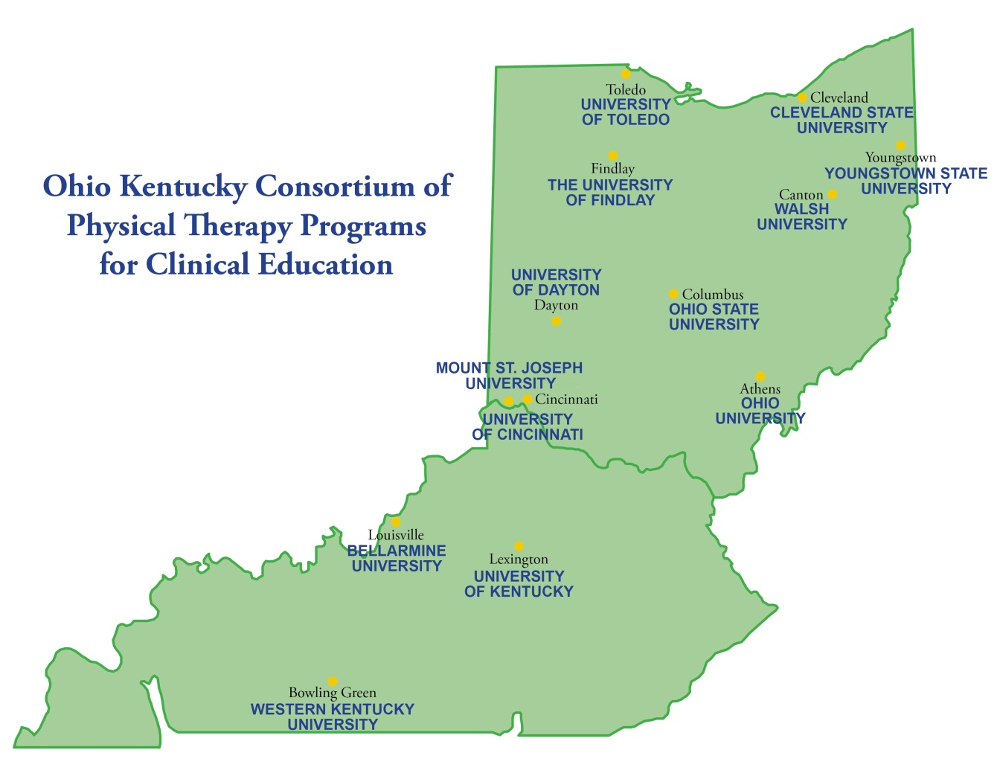 Ohio Kentucky Consortium of
Physical Therapy Programs
for Clinical Education
Toledo
UNIVERSITY
OF TOLEDO
Cleveland
CLEVELAND STATE
UNIVERSITY
Youngstown
YOUNGSTOWN STATE
UNIVERSITY
Findlay
THE UNIVERSITY
OF FINDLAY
Canton
WALSH
UNIVERSITY
UNIVERSITY
OF DAYTON
Dayton
Columbus
OHIO STATE
UNIVERSITY
MOUNT ST. JOSEPH
UNIVERSITY
Cincinnati
UNIVERSITY
OF CINCINNATI
Athens
OHIO
UNIVERSITY
Louisville
BELLARMINE
UNIVERSITY
Lexington
UNIVERSITY
OF KENTUCKY
Bowling Green
WESTERN KENTUCKY
UNIVERSITY